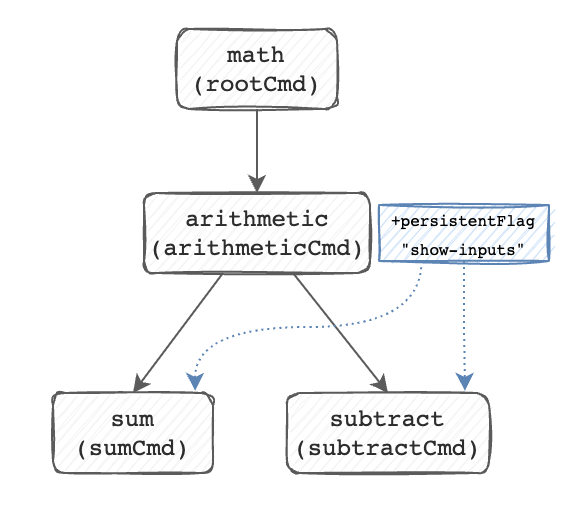 math
(rootCmd)
arithmetic
(arithmeticCmd)
+persistentFlag
"show-inputs"
sum
(sumCmd)
subtract
(subtractCmd)